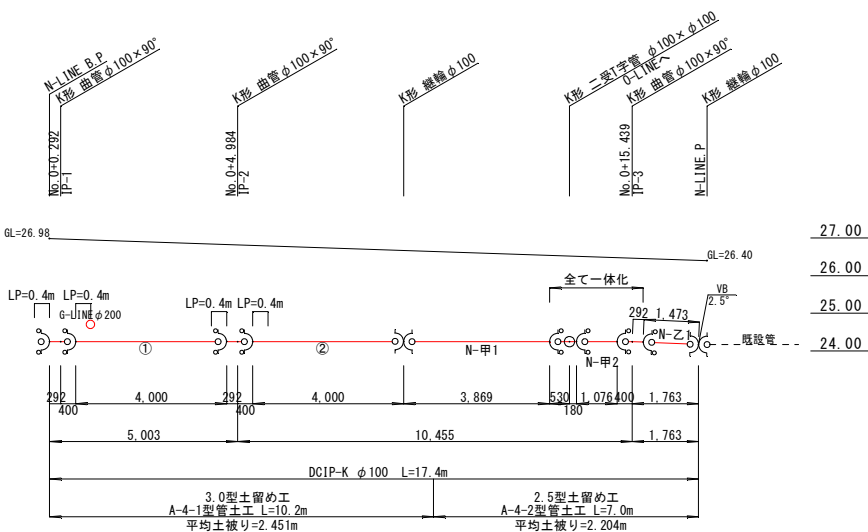 N-LINE B.P
K形 曲管φ100×90°
K形 曲管φ100×90°
K形 継輪φ100
K形 二受T字管 φ100×φ100
O-LINEへ
K形 曲管φ100×90°
K形 継輪φ100
No.0+0.292
IP-1
No.0+4.984
IP-2
No.0+15.439
IP-3
N-LINE.P
GL=26.98
GL=26.40
27.00
26.00
25.00
24.00
LP=0.4m
LP=0.4m
LP=0.4m
LP=0.4m
G-LINEφ200
全て一体化
VB
2.5°
292
1,473
①
②
N-甲1
N-甲2
N-乙1
既設管
292
400
4,000
292
400
4,000
3,869
530
180
1,076
400
1,763
5,003
10,455
1,763
DCIP-K φ100 L=17.4m
3.0型土留め工
A-4-1型管土工 L=10.2m
平均土被り=2.451m
2.5型土留め工
A-4-2型管土工 L=7.0m
平均土被り=2.204m